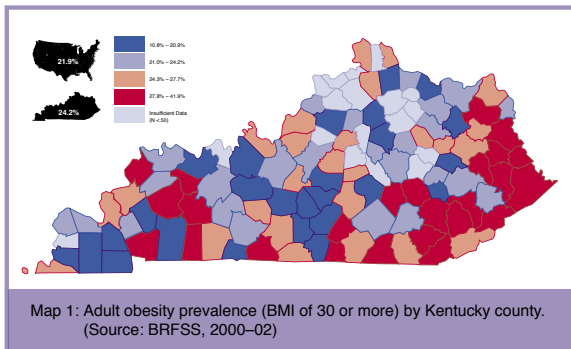 21.9%
24.2%
10.8% – 20.9%
21.0% – 24.2%
24.3% – 27.7%
27.8% – 41.9%
Insufficient Data
(N < 50)
Map 1: Adult obesity prevalence (BMI of 30 or more) by Kentucky county.
(Source: BRFSS, 2000–02)